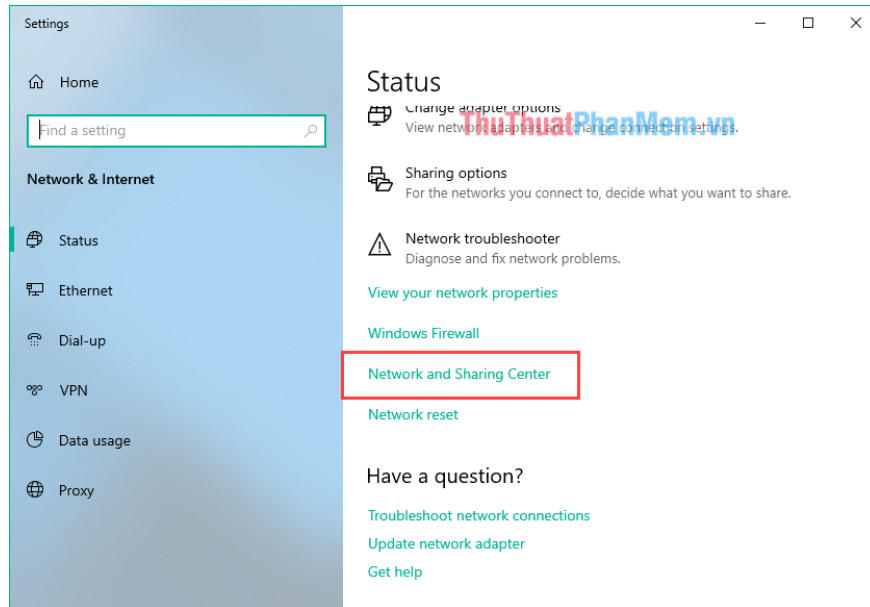 Settings
Home
Find a setting
Network & Internet
Status
Ethernet
Dial-up
VPN
Data usage
Proxy
Status
Change adapter options
View network adapters and change connection settings.
ThuThuatPhanMem.vn
Sharing options
For the networks you connect to, decide what you want to share.
Network troubleshooter
Diagnose and fix network problems.
View your network properties
Windows Firewall
Network and Sharing Center
Network reset
Have a question?
Troubleshoot network connections
Update network adapter
Get help